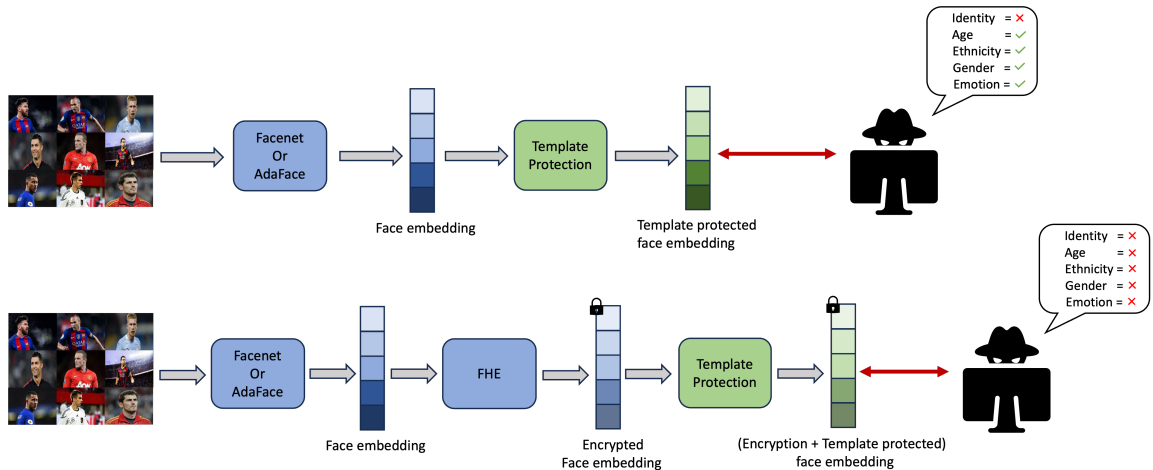 Identity = ✕
Age = ✓
Ethnicity = ✓
Gender = ✓
Emotion = ✓
Facenet
Or
AdaFace
Template
Protection
Face embedding
Template protected
face embedding
Identity = ✕
Age = ✕
Ethnicity = ✕
Gender = ✕
Emotion = ✕
Facenet
Or
AdaFace
FHE
Template
Protection
Face embedding
Encrypted
Face embedding
(Encryption + Template protected)
face embedding